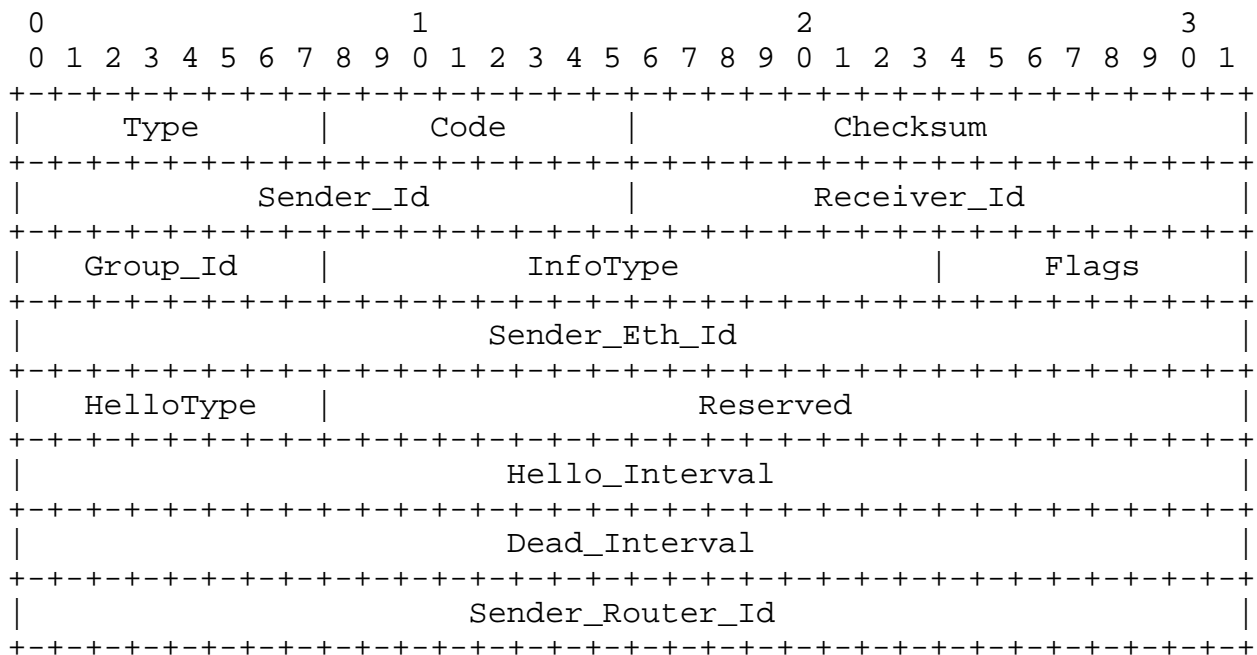 0                   1                   2                   3
 0 1 2 3 4 5 6 7 8 9 0 1 2 3 4 5 6 7 8 9 0 1 2 3 4 5 6 7 8 9 0 1
+-+-+-+-+-+-+-+-+-+-+-+-+-+-+-+-+-+-+-+-+-+-+-+-+-+-+-+-+-+-+-+-+
|     Type      |     Code      |          Checksum             |
+-+-+-+-+-+-+-+-+-+-+-+-+-+-+-+-+-+-+-+-+-+-+-+-+-+-+-+-+-+-+-+-+
|            Sender_Id          |         Receiver_Id           |
+-+-+-+-+-+-+-+-+-+-+-+-+-+-+-+-+-+-+-+-+-+-+-+-+-+-+-+-+-+-+-+-+
|   Group_Id    |          InfoType             |     Flags     |
+-+-+-+-+-+-+-+-+-+-+-+-+-+-+-+-+-+-+-+-+-+-+-+-+-+-+-+-+-+-+-+-+
|                        Sender_Eth_Id                          |
+-+-+-+-+-+-+-+-+-+-+-+-+-+-+-+-+-+-+-+-+-+-+-+-+-+-+-+-+-+-+-+-+
|   HelloType   |                   Reserved                    |
+-+-+-+-+-+-+-+-+-+-+-+-+-+-+-+-+-+-+-+-+-+-+-+-+-+-+-+-+-+-+-+-+
|                         Hello_Interval                        |
+-+-+-+-+-+-+-+-+-+-+-+-+-+-+-+-+-+-+-+-+-+-+-+-+-+-+-+-+-+-+-+-+
|                         Dead_Interval                         |
+-+-+-+-+-+-+-+-+-+-+-+-+-+-+-+-+-+-+-+-+-+-+-+-+-+-+-+-+-+-+-+-+
|                       Sender_Router_Id                        |
+-+-+-+-+-+-+-+-+-+-+-+-+-+-+-+-+-+-+-+-+-+-+-+-+-+-+-+-+-+-+-+-+